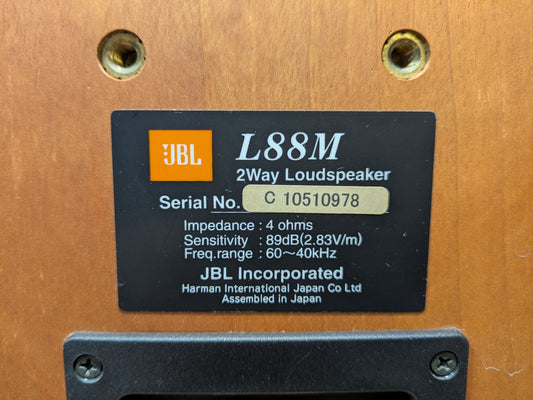 JBL
L88M
2Way Loudspeaker
Serial No. C 10510978
Impedance : 4 ohms
Sensitivity : 89dB(2.83V/m)
Freq.range : 60～40kHz
JBL Incorporated
Harman International Japan Co Ltd
Assembled in Japan